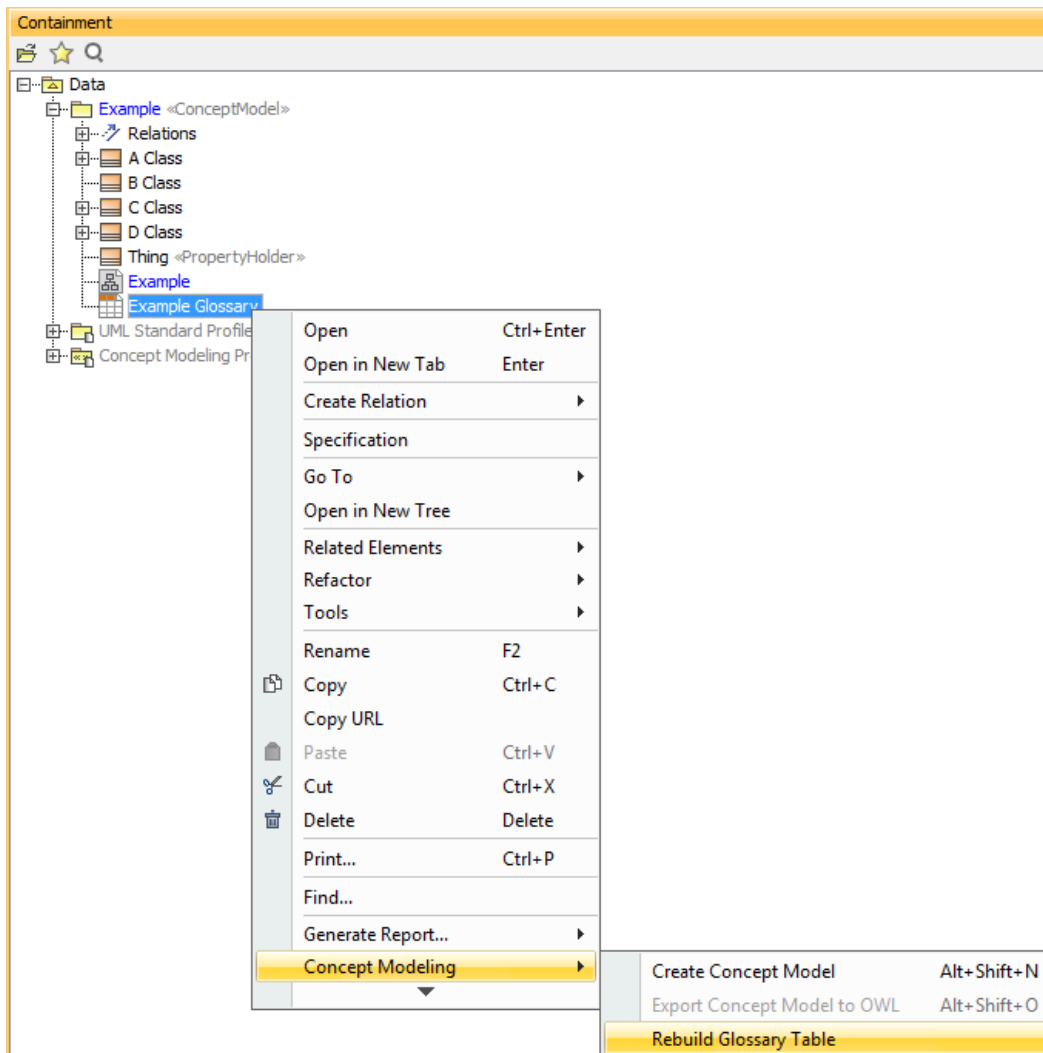 Containment
Data
Example «ConceptModel»
Relations
A Class
B Class
C Class
D Class
Thing «PropertyHolder»
Example
Example Glossary
UML Standard Profile
Concept Modeling Pr
Open Ctrl+Enter
Open in New Tab Enter
Create Relation
Specification
Go To
Open in New Tree
Related Elements
Refactor
Tools
Rename F2
Copy Ctrl+C
Copy URL
Paste Ctrl+V
Cut Ctrl+X
Delete Delete
Print... Ctrl+P
Find...
Generate Report...
Concept Modeling
Create Concept Model Alt+Shift+N
Export Concept Model to OWL Alt+Shift+O
Rebuild Glossary Table